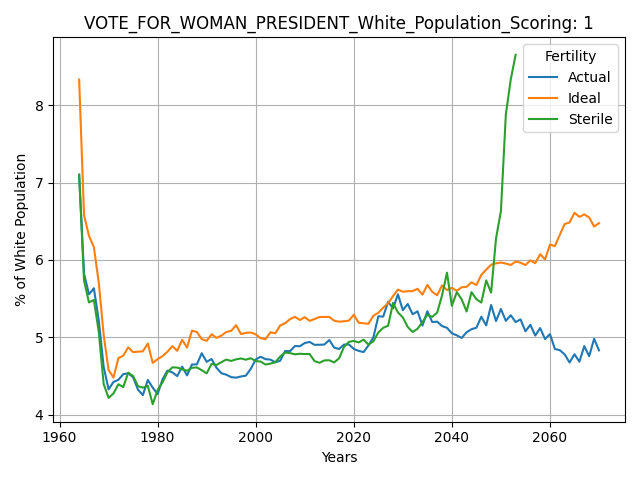 VOTE_FOR_WOMAN_PRESIDENT_White_Population_Scoring: 1
Fertility
Actual
Ideal
Sterile
% of White Population
8
7
6
5
4
1960
1980
2000
2020
2040
2060
Years